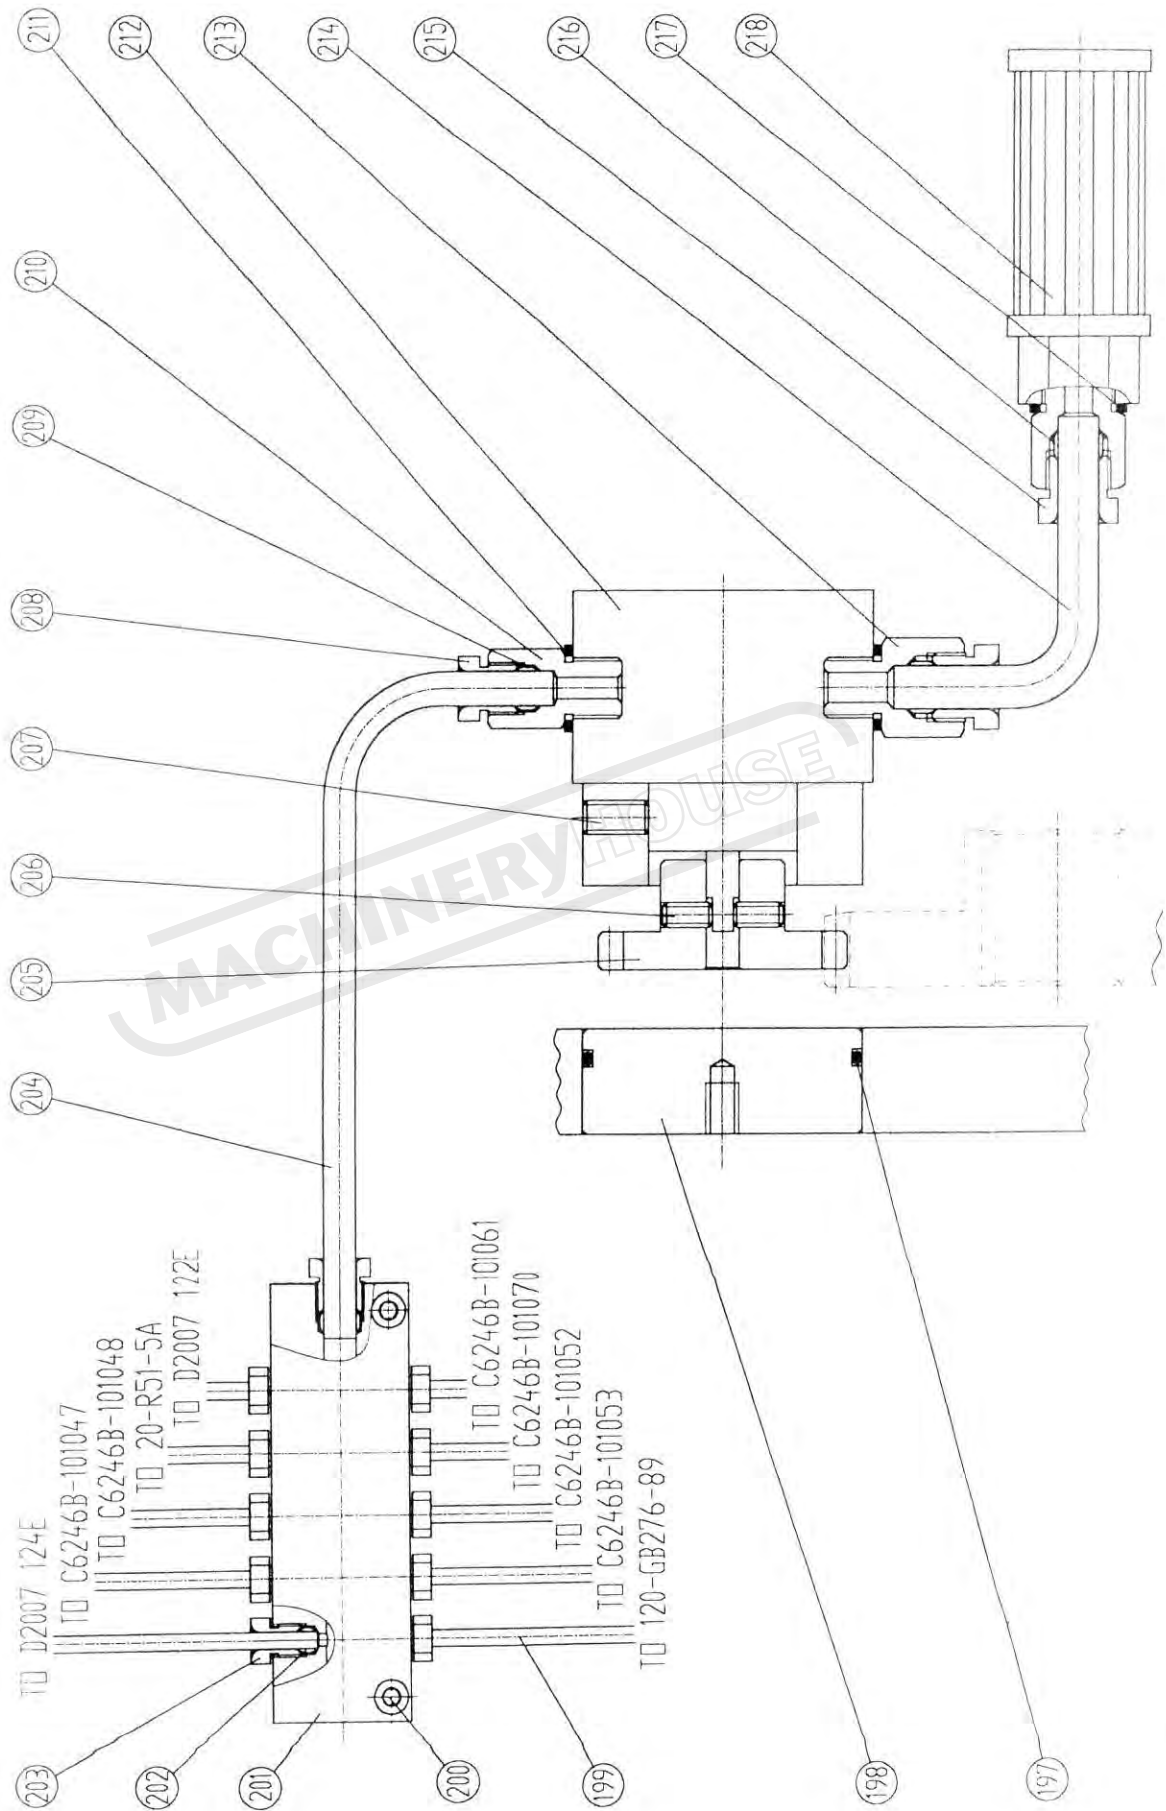 211
212
213
214
215
216
217
218
210
209
208
207
206
205
204
MACHINERYHOUSE
TO D2007 124E
TO C6246B-101047
TO C6246B-101048
TO 20-R51-5A
TO D2007 122E
TO C6246B-101061
TO C6246B-101070
TO C6246B-101052
TO C6246B-101053
TO 120-GB276-89
203
202
201
200
199
198
197